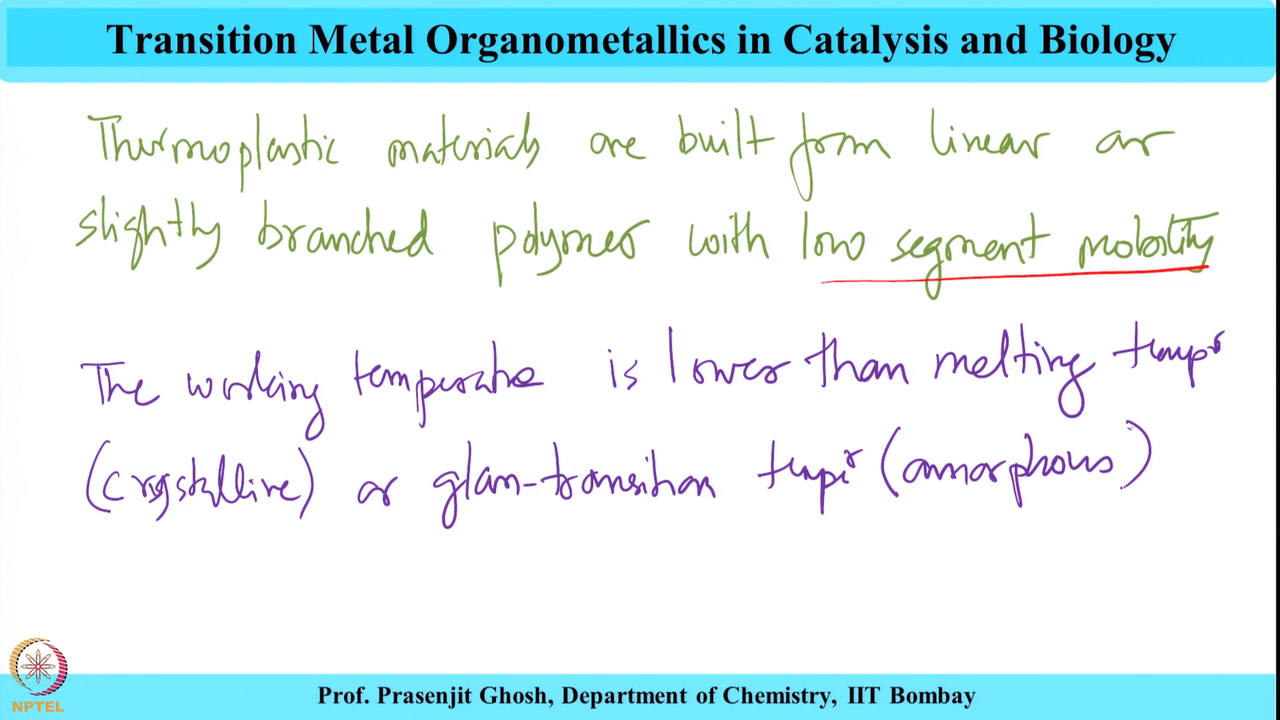 Transition Metal Organometallics in Catalysis and Biology
Thermoplastic materials are built from linear or
slightly branched polymer with low segment mobility
The working temperature is lower than melting tempr
(crystalline) or glass-transition tempr (amorphous)
NPTEL
Prof. Prasenjit Ghosh, Department of Chemistry, IIT Bombay